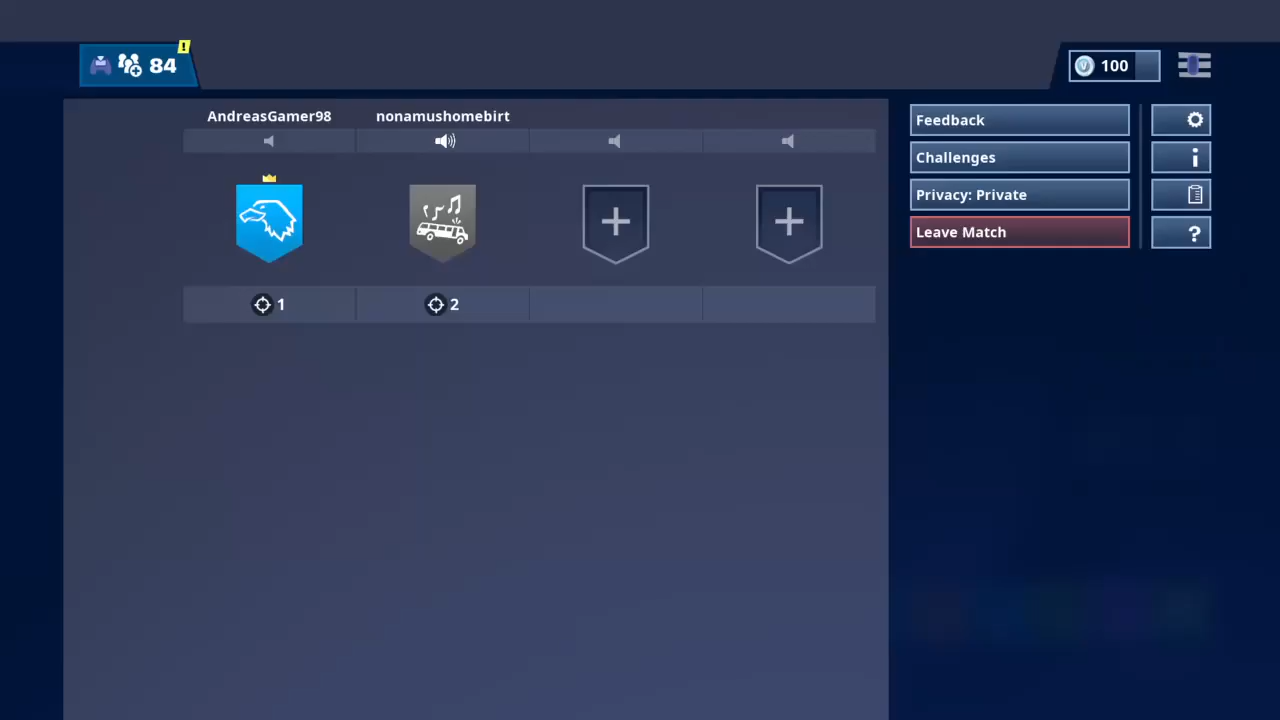 84
!
100
AndreasGamer98
nonamushomebirt
1
2
Feedback
Challenges
Privacy: Private
Leave Match
i
?